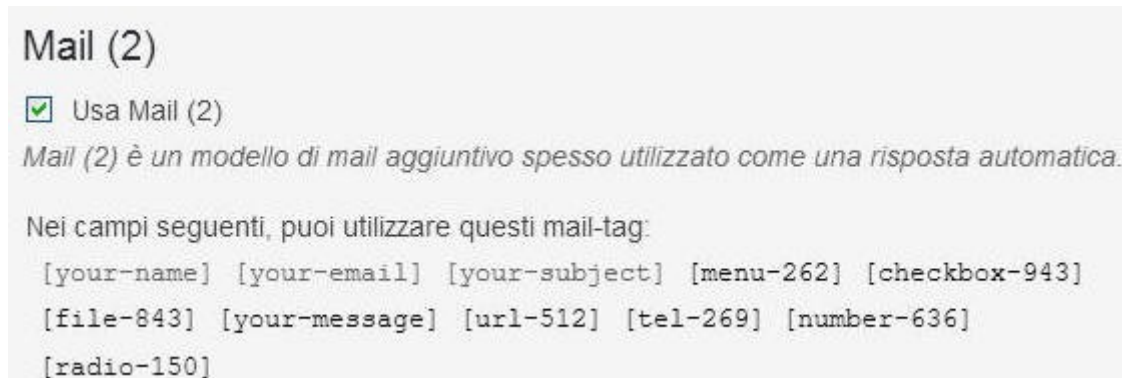 Mail (2)
Usa Mail (2)
Mail (2) è un modello di mail aggiuntivo spesso utilizzato come una risposta automatica.
Nei campi seguenti, puoi utilizzare questi mail-tag:
[your-name] [your-email] [your-subject] [menu-262] [checkbox-943]
[file-843] [your-message] [url-512] [tel-269] [number-636]
[radio-150]